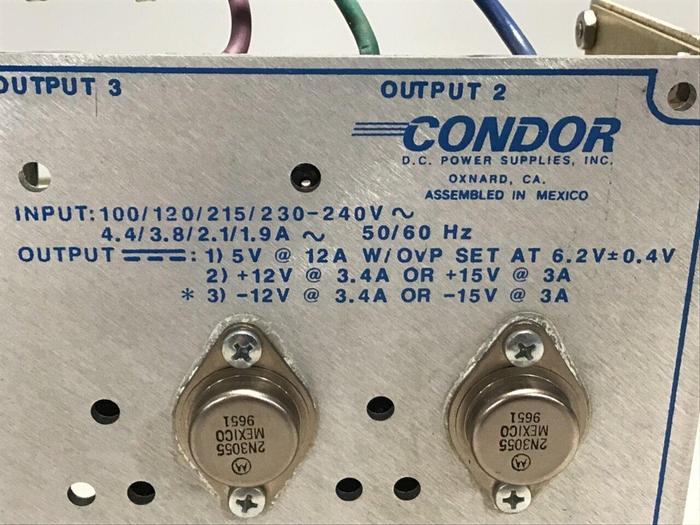 OUTPUT 3
OUTPUT 2
CONDOR
D.C. POWER SUPPLIES, INC.
OXNARD, CA.
ASSEMBLED IN MEXICO
INPUT: 100/120/215/230-240V ~
4.4/3.8/2.1/1.9A ~ 50/60 Hz
OUTPUT ⎓: 1) 5V @ 12A W/OVP SET AT 6.2V±0.4V
2) +12V @ 3.4A OR +15V @ 3A
* 3) -12V @ 3.4A OR -15V @ 3A
2N3055
MEXICO
9651
2N3055
MEXICO
9651